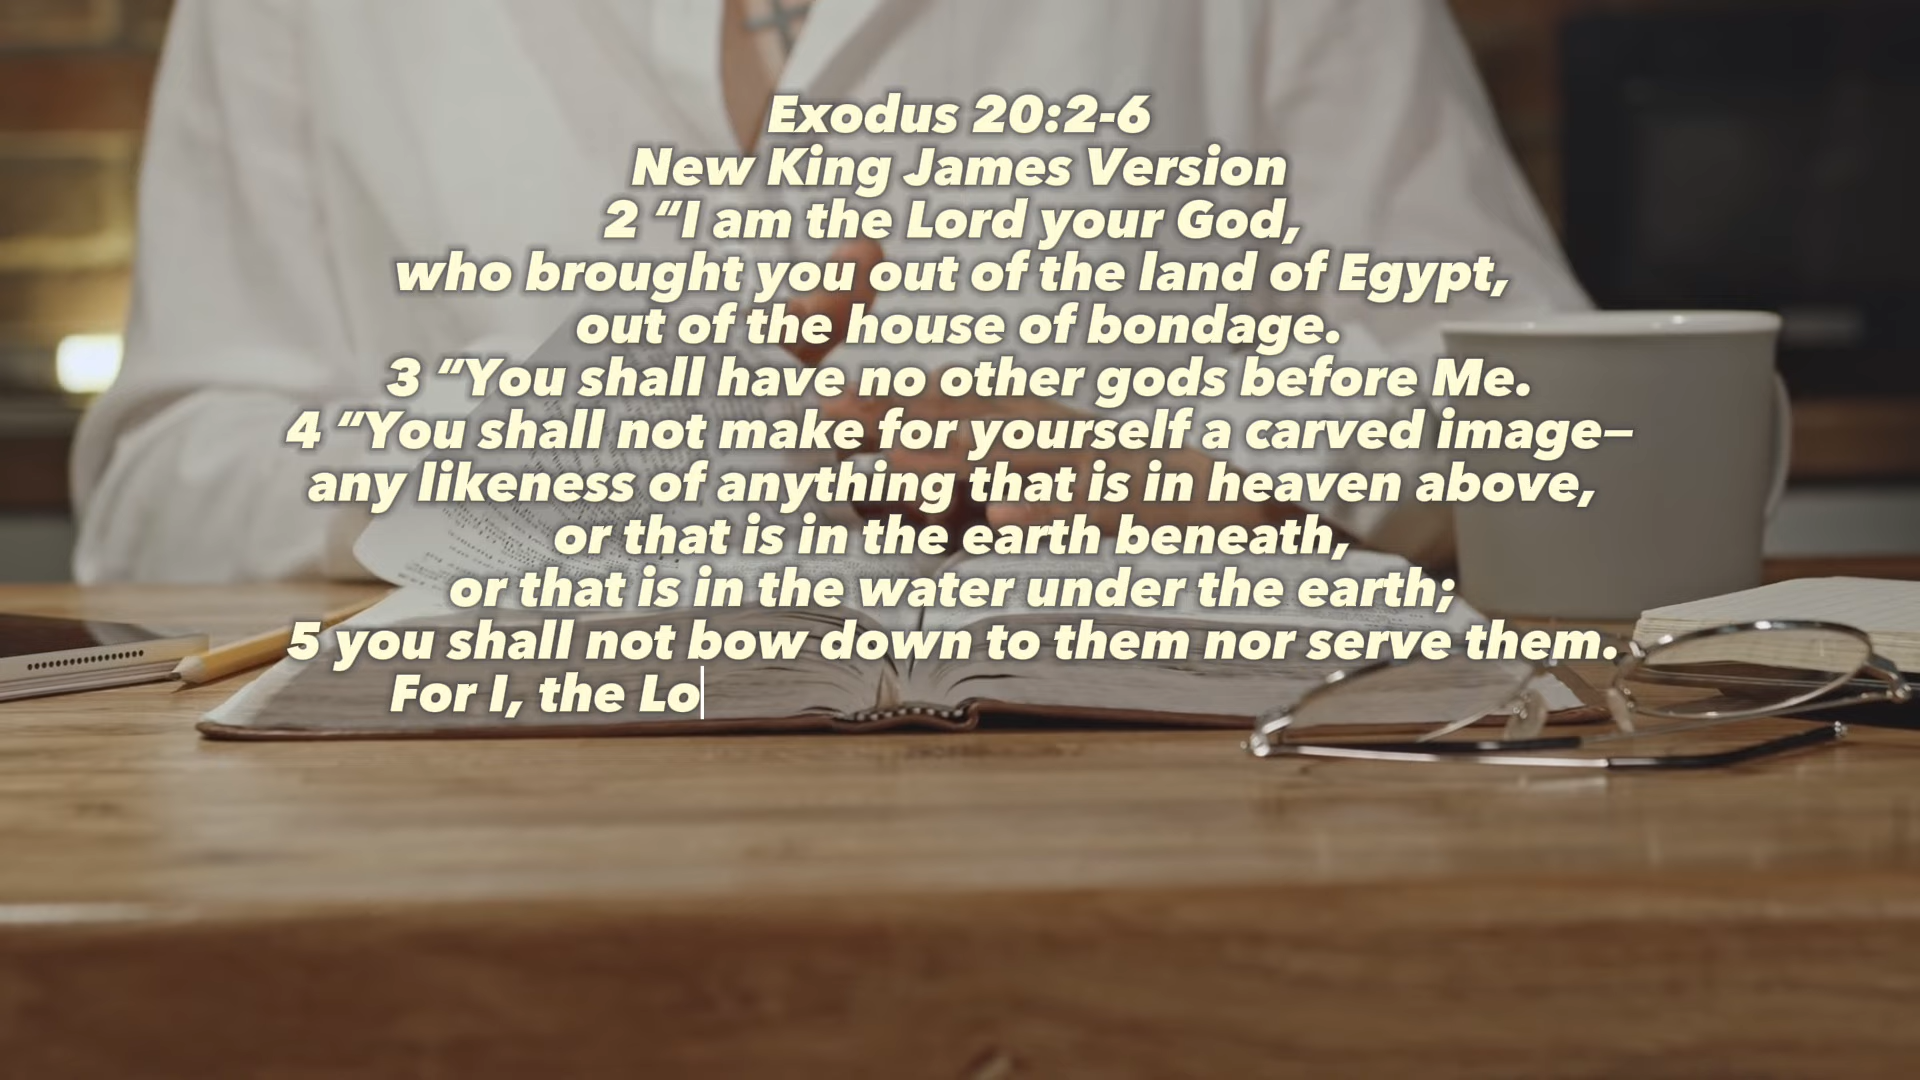 Exodus 20:2-6
New King James Version
2 “I am the Lord your God,
who brought you out of the land of Egypt,
out of the house of bondage.
3 “You shall have no other gods before Me.
4 “You shall not make for yourself a carved image—
any likeness of anything that is in heaven above,
or that is in the earth beneath,
or that is in the water under the earth;
5 you shall not bow down to them nor serve them.
For I, the Lo